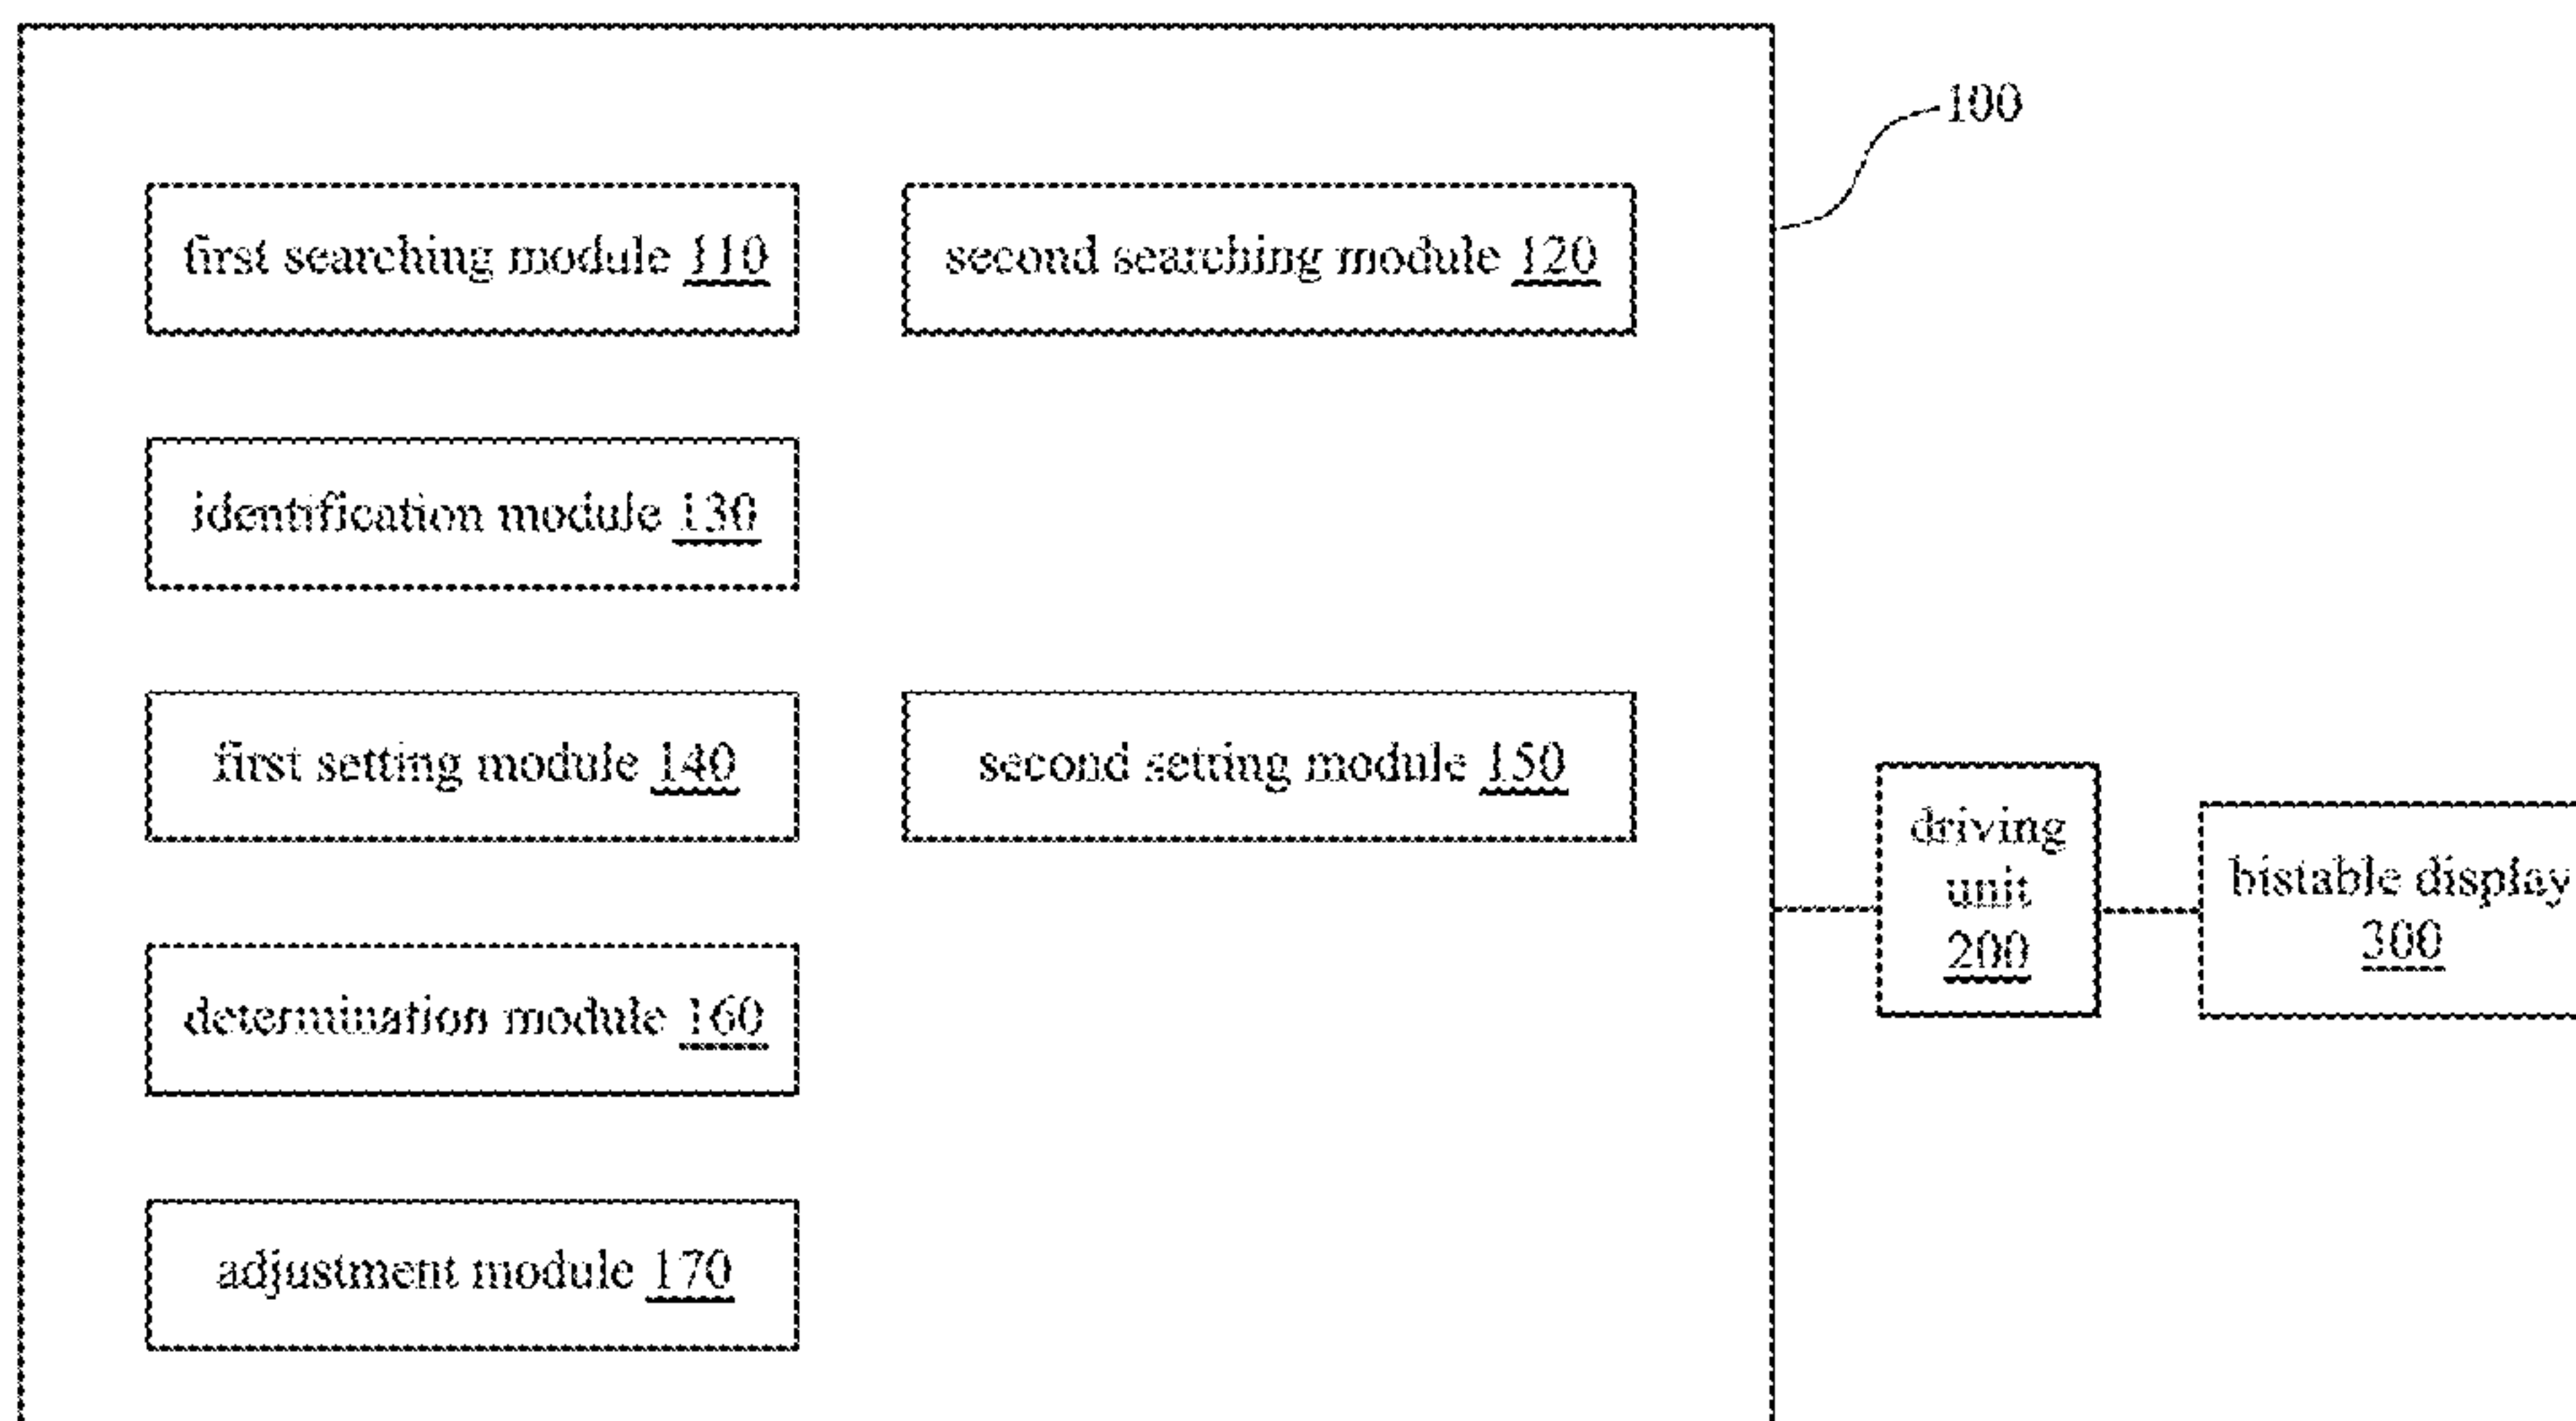 100
first searching module 110
second searching module 120
identification module 130
first setting module 140
second setting module 150
driving
unit
200
bistable display
300
determination module 160
adjustment module 170